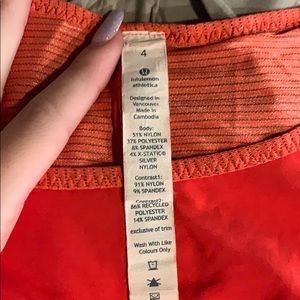 4
lululemon
athletica
Designed in
Vancouver
Made in
Cambodia
Body:
51% NYLON
37% POLYESTER
8% SPANDEX
4% X-STATIC®
SILVER
NYLON
Contrast1:
91% NYLON
9% SPANDEX
Contrast2:
86% RECYCLED
POLYESTER
14% SPANDEX
exclusive of trim
Wash With Like
Colours Only